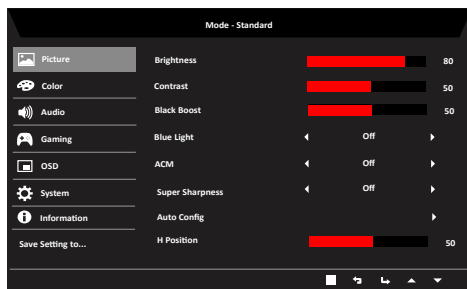 Mode - Standard
Picture
Brightness 80
Color
Contrast 50
Audio
Black Boost 50
Gaming
Blue Light Off
OSD
ACM Off
System
Super Sharpness Off
Information
Auto Config
Save Setting to...
H Position 50